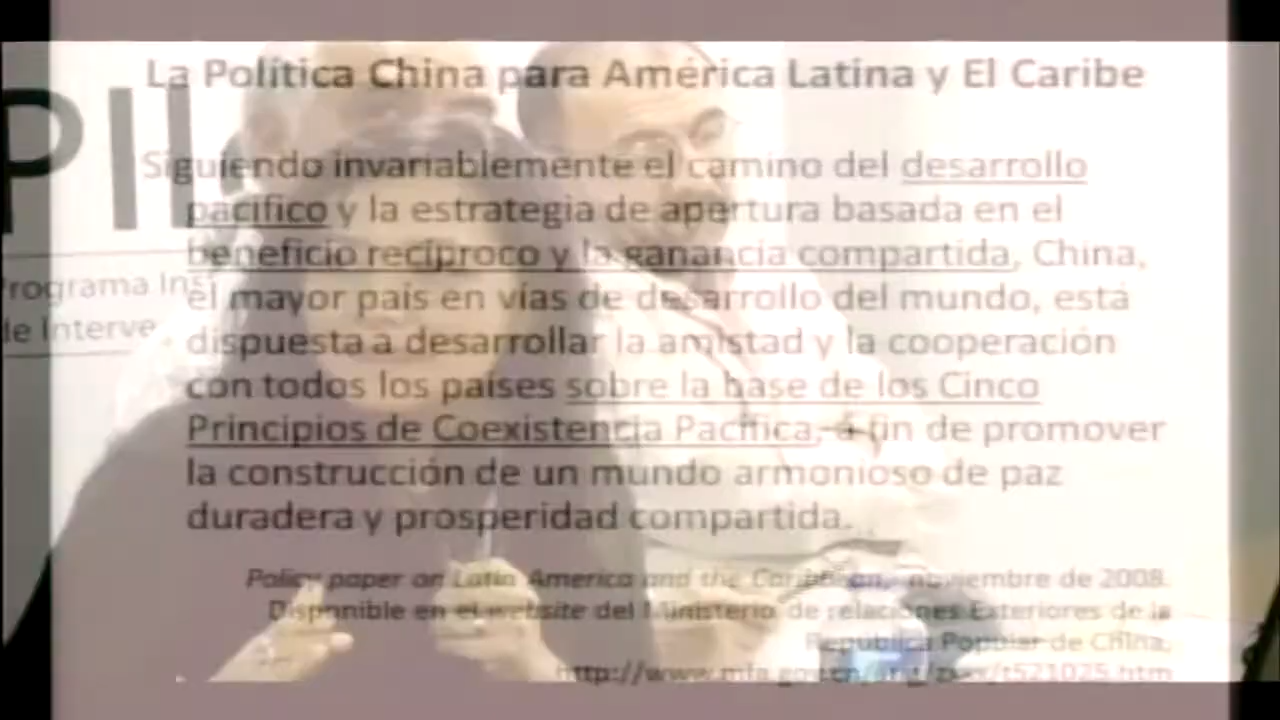 La Política China para América Latina y El Caribe
PII
Siguiendo invariablemente el camino del desarrollo
pacífico y la estrategia de apertura basada en el
beneficio recíproco y la ganancia compartida, China,
Programa Ins
el mayor país en vías de desarrollo del mundo, está
de Interve
dispuesta a desarrollar la amistad y la cooperación
con todos los países sobre la base de los Cinco
Principios de Coexistencia Pacífica, a fin de promover
la construcción de un mundo armonioso de paz
duradera y prosperidad compartida.
Policy paper on Latin America and the Caribbean, noviembre de 2008.
Disponible en el website del Ministerio de relaciones Exteriores de la
República Popular de China,